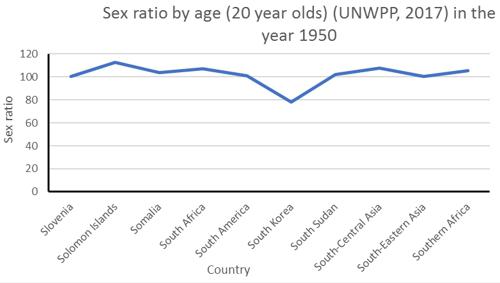 Sex ratio by age (20 year olds) (UNWPP, 2017) in the
year 1950
120
100
80
60
40
20
0
Sex ratio
Slovenia
Solomon Islands
Somalia
South Africa
South America
South Korea
South Sudan
South-Central Asia
South-Eastern Asia
Southern Africa
Country